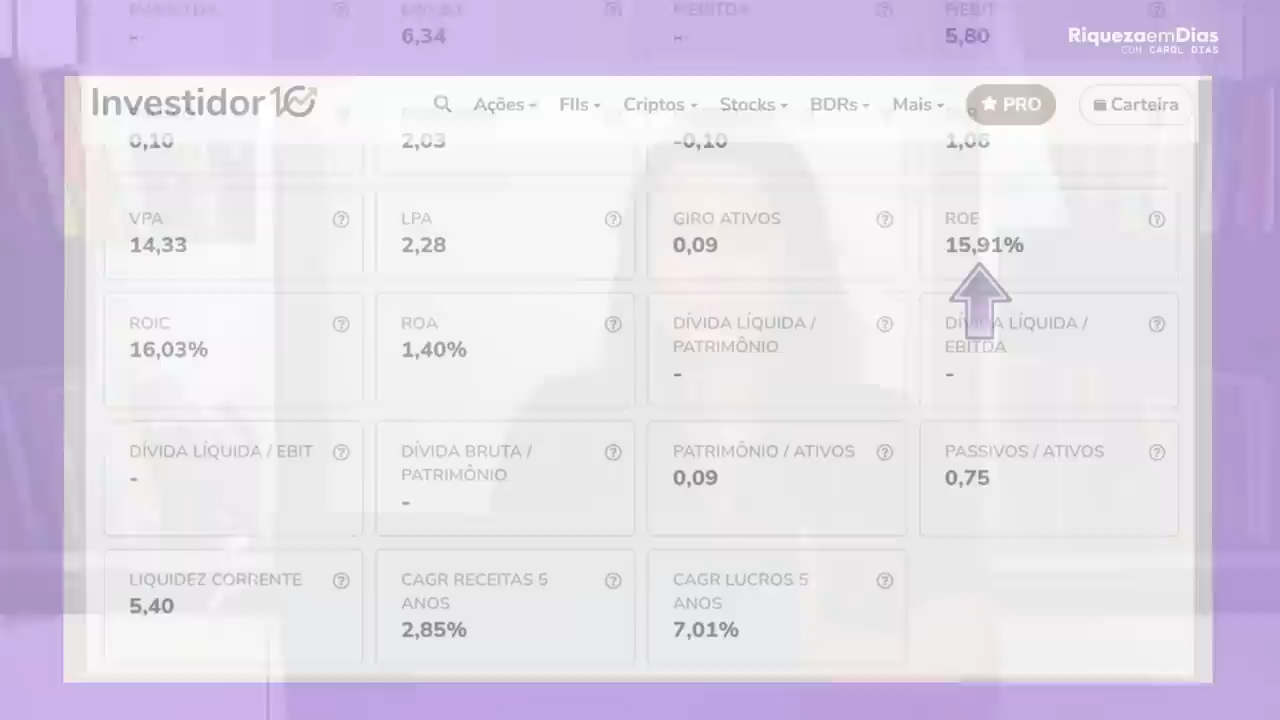 RiquezaemDias
CON CAROL DIAS
-
6,34
-
5,80
Investidor10
Ações
FIIs
Criptos
Stocks
BDRs
Mais
PRO
Carteira
0,10
2,03
-0,10
1,06
VPA
14,33
LPA
2,28
GIRO ATIVOS
0,09
ROE
15,91%
ROIC
16,03%
ROA
1,40%
DÍVIDA LÍQUIDA /
PATRIMÔNIO
-
DÍVIDA LÍQUIDA /
EBITDA
-
DÍVIDA LÍQUIDA / EBIT
-
DÍVIDA BRUTA /
PATRIMÔNIO
-
PATRIMÔNIO / ATIVOS
0,09
PASSIVOS / ATIVOS
0,75
LIQUIDEZ CORRENTE
5,40
CAGR RECEITAS 5
ANOS
2,85%
CAGR LUCROS 5
ANOS
7,01%